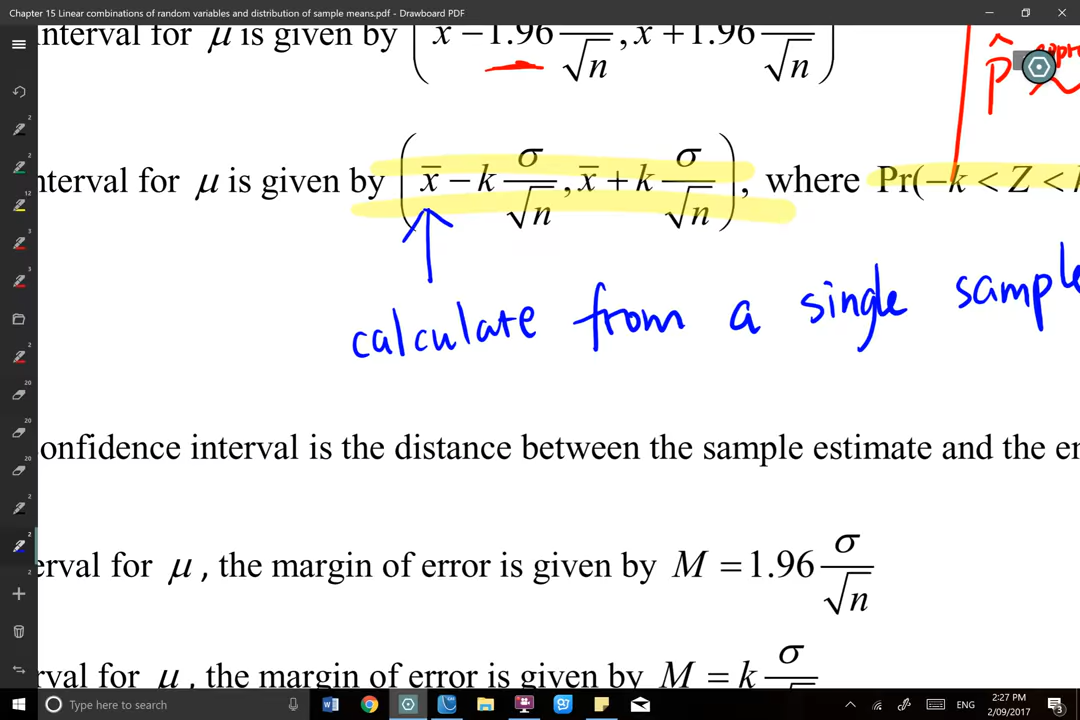 Chapter 15 Linear combinations of random variables and distribution of sample means.pdf - Drawboard PDF
interval for μ is given by (x − 1.96 /√n , x + 1.96 /√n)
p̂
interval for μ is given by (x̄ − k σ/√n, x̄ + k σ/√n), where Pr(−k < Z <
calculate from a single sample
onfidence interval is the distance between the sample estimate and the en
erval for μ, the margin of error is given by M = 1.96 σ/√n
rval for μ, the margin of error is given by M = k σ
Type here to search
ENG
2:27 PM
2/09/2017